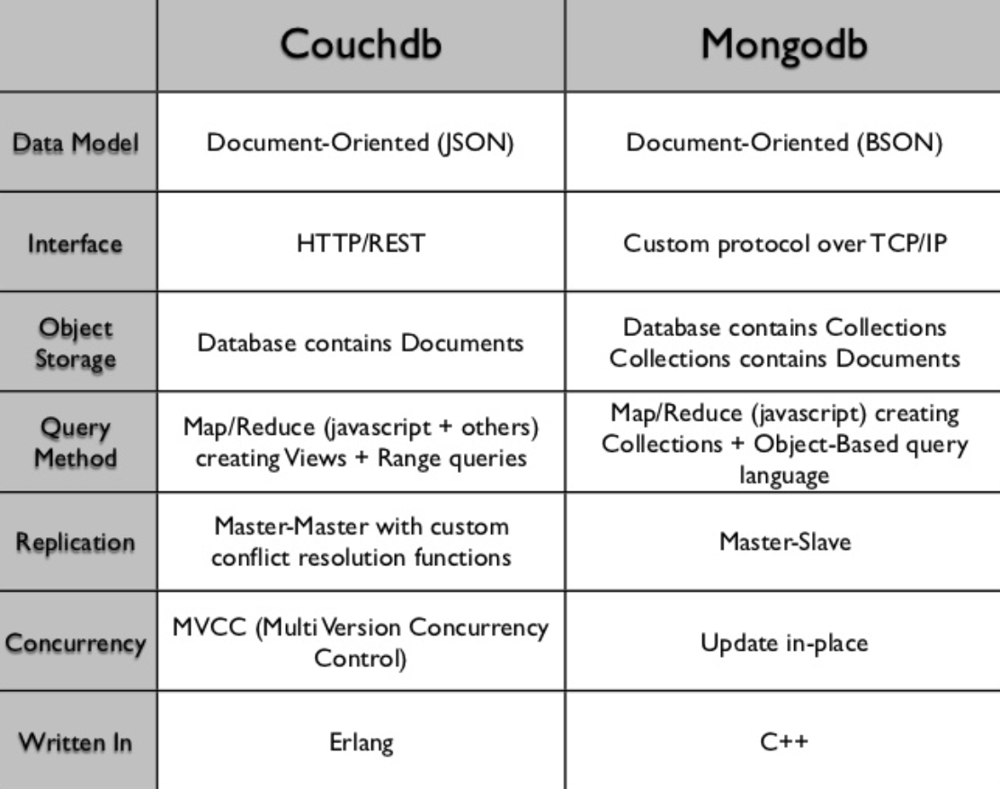 Couchdb Mongodb
Data Model Document-Oriented (JSON) Document-Oriented (BSON)
Interface HTTP/REST Custom protocol over TCP/IP
Object
Storage
Database contains Documents
Database contains Collections
Collections contains Documents
Query
Method
Map/Reduce (javascript + others)
creating Views + Range queries
Map/Reduce (javascript) creating
Collections + Object-Based query
language
Replication
Master-Master with custom
conflict resolution functions
Master-Slave
Concurrency
MVCC (Multi Version Concurrency
Control)
Update in-place
Written In Erlang C++